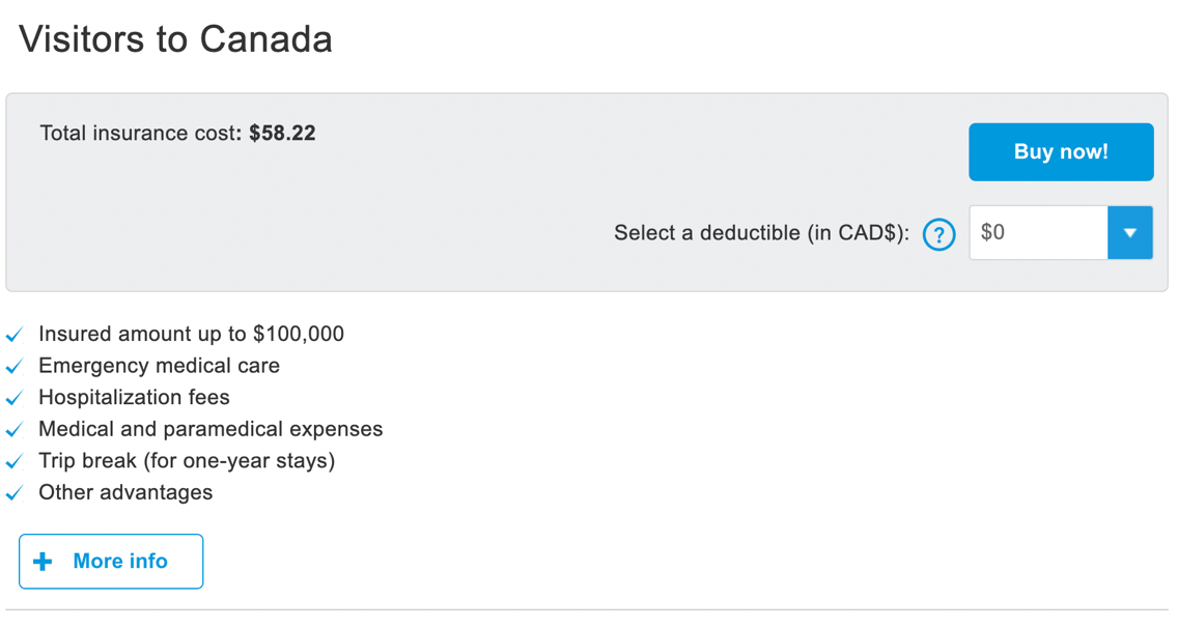 Visitors to Canada
Total insurance cost: $58.22
Buy now!
Select a deductible (in CAD$): ? $0
Insured amount up to $100,000
Emergency medical care
Hospitalization fees
Medical and paramedical expenses
Trip break (for one-year stays)
Other advantages
+ More info